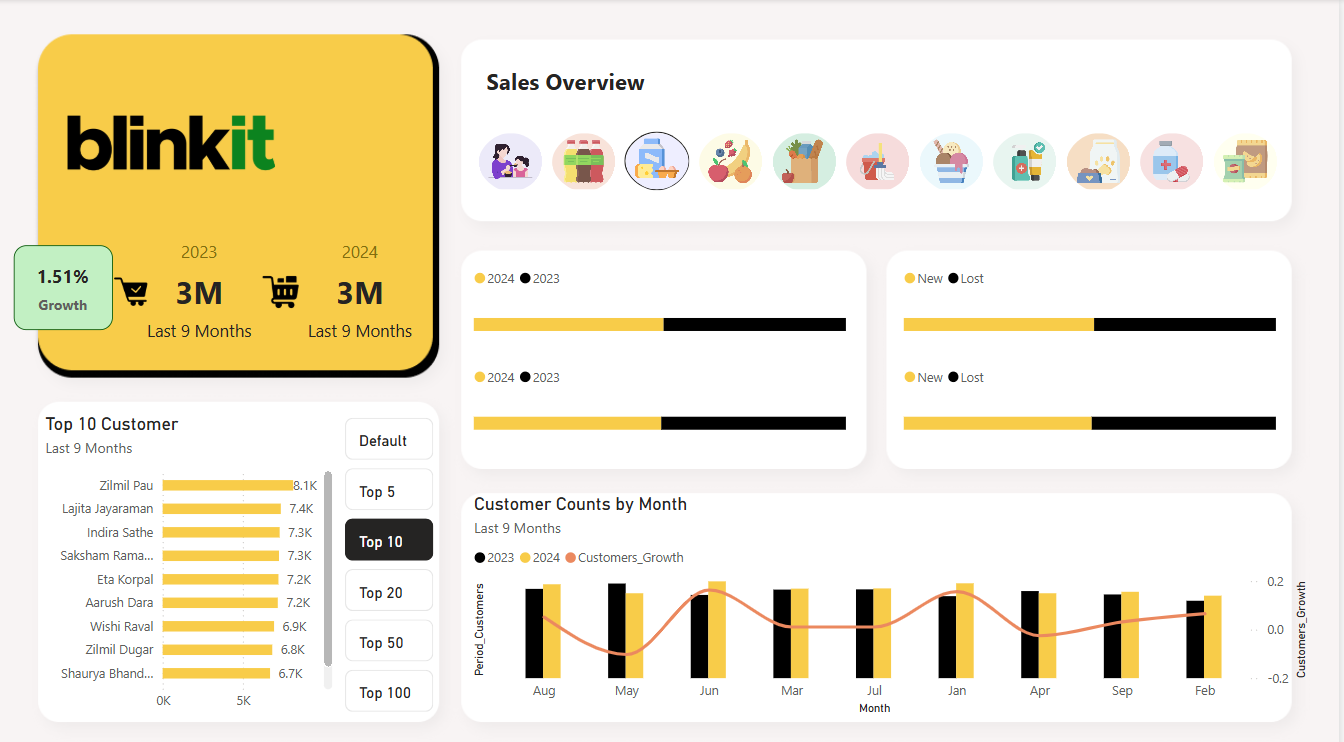 blinkit
2023
2024
1.51%
Growth
3M
3M
Last 9 Months
Last 9 Months
Sales Overview
2024 2023
2024 2023
New Lost
New Lost
Top 10 Customer
Last 9 Months
Zilmil Pau 8.1K
Lajita Jayaraman 7.4K
Indira Sathe 7.3K
Saksham Rama... 7.3K
Eta Korpal 7.2K
Aarush Dara 7.2K
Wishi Raval 6.9K
Zilmil Dugar 6.8K
Shaurya Bhand... 6.7K
0K 5K
Default
Top 5
Top 10
Top 20
Top 50
Top 100
Customer Counts by Month
Last 9 Months
2023 2024 Customers_Growth
Period_Customers
0.2
0.0
-0.2
Customers_Growth
Aug May Jun Mar Jul Jan Apr Sep Feb
Month